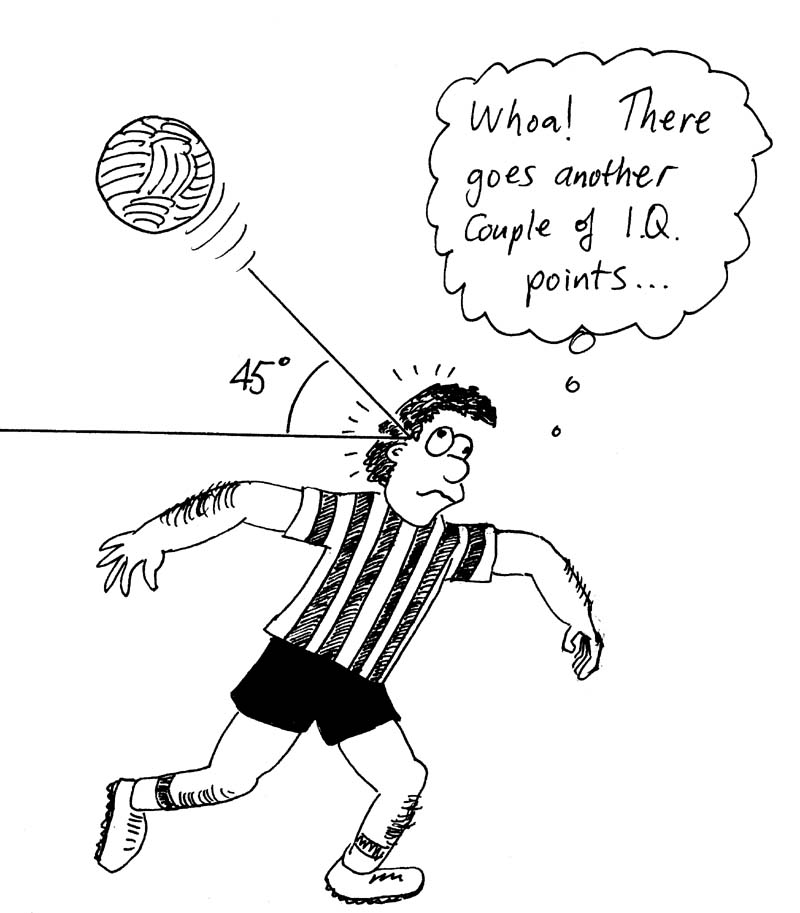 Whoa! There
goes another
Couple of I.Q.
points...
45°